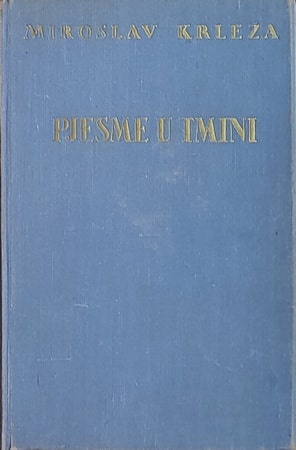 MIROSLAV KRLEŽA
PJESME U TMINI